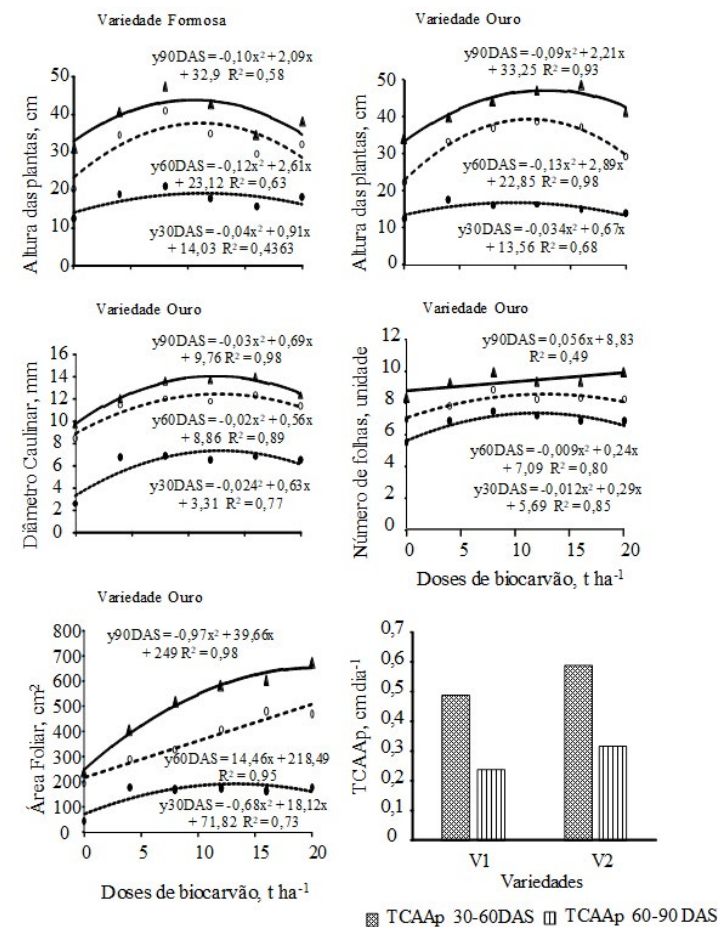 Variedade Formosa
y90DAS=-0,10x² + 2,09x
+ 32,9 R² = 0,58
50
40
30
20
10
0
Altura das plantas, cm
y60DAS=-0,12x² + 2,61x
+ 23,12 R² = 0,63
y30DAS=-0,04x² + 0,91x
+ 14,03 R² = 0,4363
Variedade Ouro
y90DAS=-0,09x² + 2,21x
+ 33,25 R² = 0,93
50
40
30
20
10
0
Altura das plantas, cm
y60DAS=-0,13x² + 2,89x
+ 22,85 R² = 0,98
y30DAS=-0,034x² + 0,67x
+ 13,56 R² = 0,68
Variedade Ouro
y90DAS=-0,03x² + 0,69x
+ 9,76 R² = 0,98
16
14
12
10
8
6
4
2
0
Diâmetro Caulinar, mm
y60DAS=-0,02x² + 0,56x
+ 8,86 R² = 0,89
y30DAS=-0,024x² + 0,63x
+ 3,31 R² = 0,77
Variedade Ouro
y90DAS=0,056x + 8,83
R² = 0,49
12
10
8
6
4
2
0
Número de folhas, unidade
y60DAS=-0,009x² + 0,24x
+ 7,09 R² = 0,80
y30DAS=-0,012x² + 0,29x
+ 5,69 R² = 0,85
0 5 10 15 20
Doses de biocarvão, t ha⁻¹
Variedade Ouro
y90DAS=-0,97x² + 39,66x
+ 249 R² = 0,98
800
700
600
500
400
300
200
100
0
Área Foliar, cm²
y60DAS=14,46x + 218,49
R² = 0,95
y30DAS=-0,68x² + 18,12x
+ 71,82 R² = 0,73
0 5 10 15 20
Doses de biocarvão, t ha⁻¹
0,7
0,6
0,5
0,4
0,3
0,2
0,1
0
TCAAp, cm dia⁻¹
V1 V2
Variedades
TCAAp 30-60DAS TCAAp 60-90 DAS